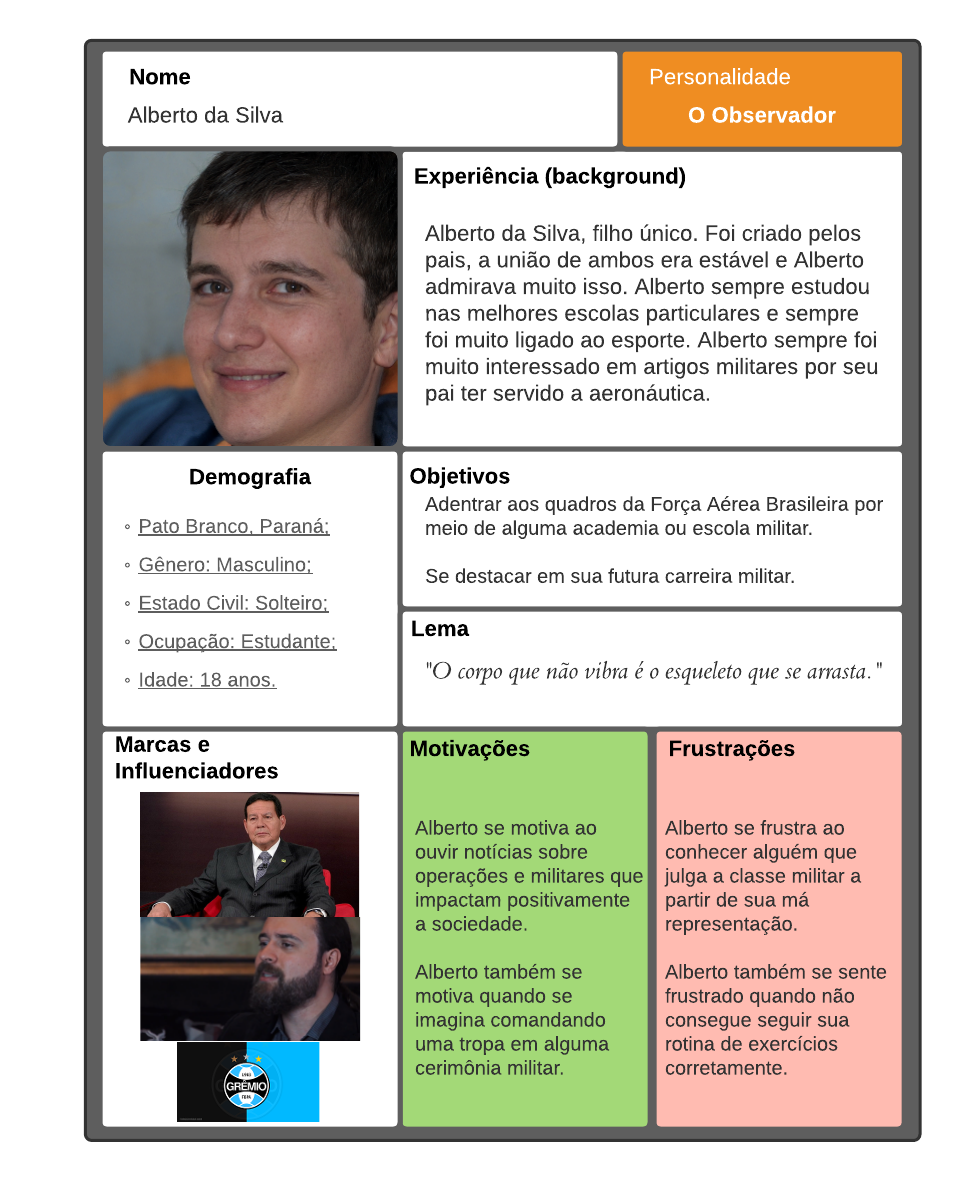 Nome
Alberto da Silva
Personalidade
O Observador
Experiência (background)
Alberto da Silva, filho único. Foi criado pelos
pais, a união de ambos era estável e Alberto
admirava muito isso. Alberto sempre estudou
nas melhores escolas particulares e sempre
foi muito ligado ao esporte. Alberto sempre foi
muito interessado em artigos militares por seu
pai ter servido a aeronáutica.
Demografia
◦ Pato Branco, Paraná;
◦ Gênero: Masculino;
◦ Estado Civil: Solteiro;
◦ Ocupação: Estudante;
◦ Idade: 18 anos.
Objetivos
Adentrar aos quadros da Força Aérea Brasileira por
meio de alguma academia ou escola militar.
Se destacar em sua futura carreira militar.
Lema
"O corpo que não vibra é o esqueleto que se arrasta."
Marcas e
Influenciadores
GRÊMIO
Motivações
Alberto se motiva ao
ouvir notícias sobre
operações e militares que
impactam positivamente
a sociedade.
Alberto também se
motiva quando se
imagina comandando
uma tropa em alguma
cerimônia militar.
Frustrações
Alberto se frustra ao
conhecer alguém que
julga a classe militar a
partir de sua má
representação.
Alberto também se sente
frustrado quando não
consegue seguir sua
rotina de exercícios
corretamente.